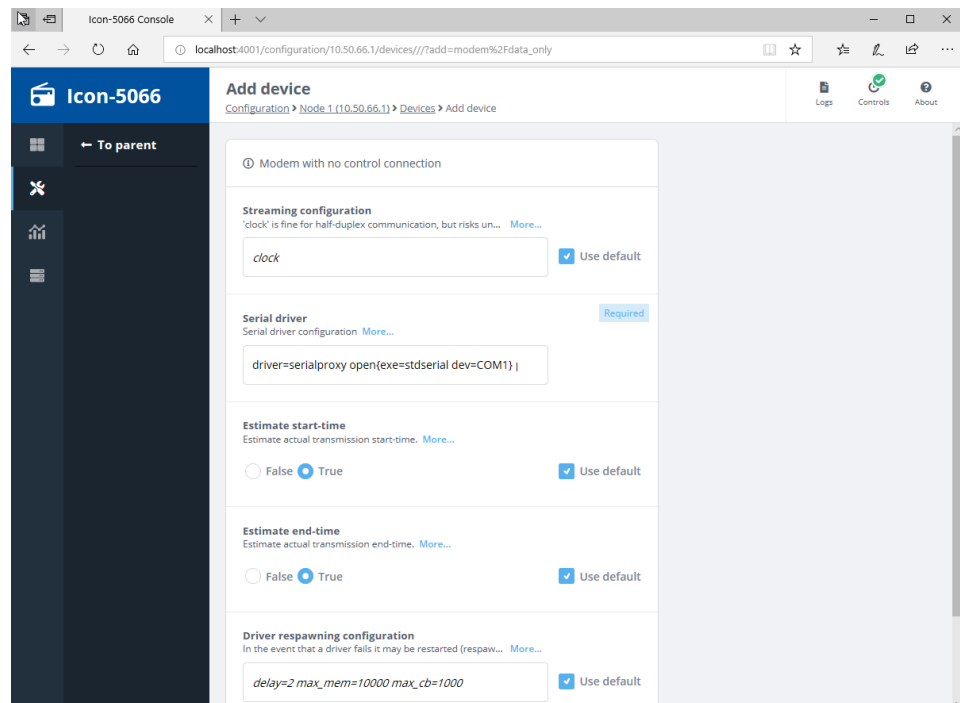 Icon-5066 Console
localhost:4001/configuration/10.50.66.1/devices///?add=modem%2Fdata_only
Icon-5066
Add device
Configuration > Node 1 (10.50.66.1) > Devices > Add device
Logs
Controls
About
← To parent
Modem with no control connection
Streaming configuration
'clock' is fine for half-duplex communication, but risks un... More...
clock
Use default
Serial driver
Required
Serial driver configuration More...
driver=serialproxy open{exe=stdserial dev=COM1}
Estimate start-time
Estimate actual transmission start-time. More...
False True
Use default
Estimate end-time
Estimate actual transmission end-time. More...
False True
Use default
Driver respawning configuration
In the event that a driver fails it may be restarted (respaw... More...
delay=2 max_mem=10000 max_cb=1000
Use default